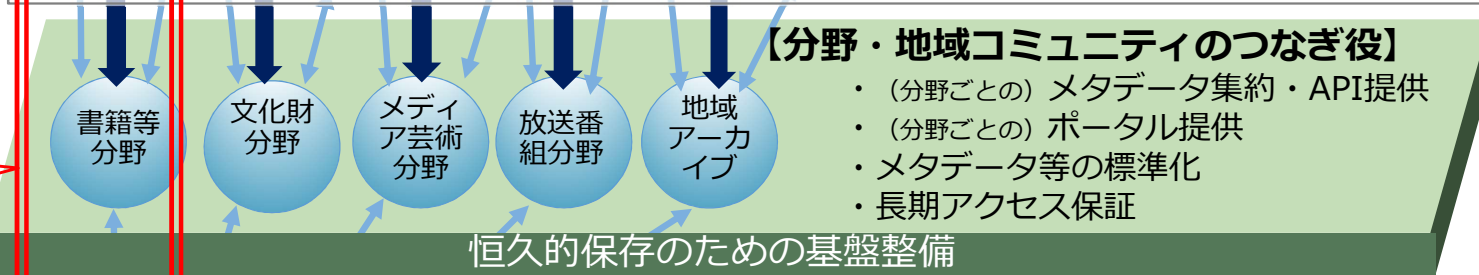 【分野・地域コミュニティのつなぎ役】
・（分野ごとの）メタデータ集約・API提供
・（分野ごとの）ポータル提供
・メタデータ等の標準化
・長期アクセス保証
書籍等
分野
文化財
分野
メディ
ア芸術
分野
放送番
組分野
地域
アーカ
イブ
恒久的保存のための基盤整備